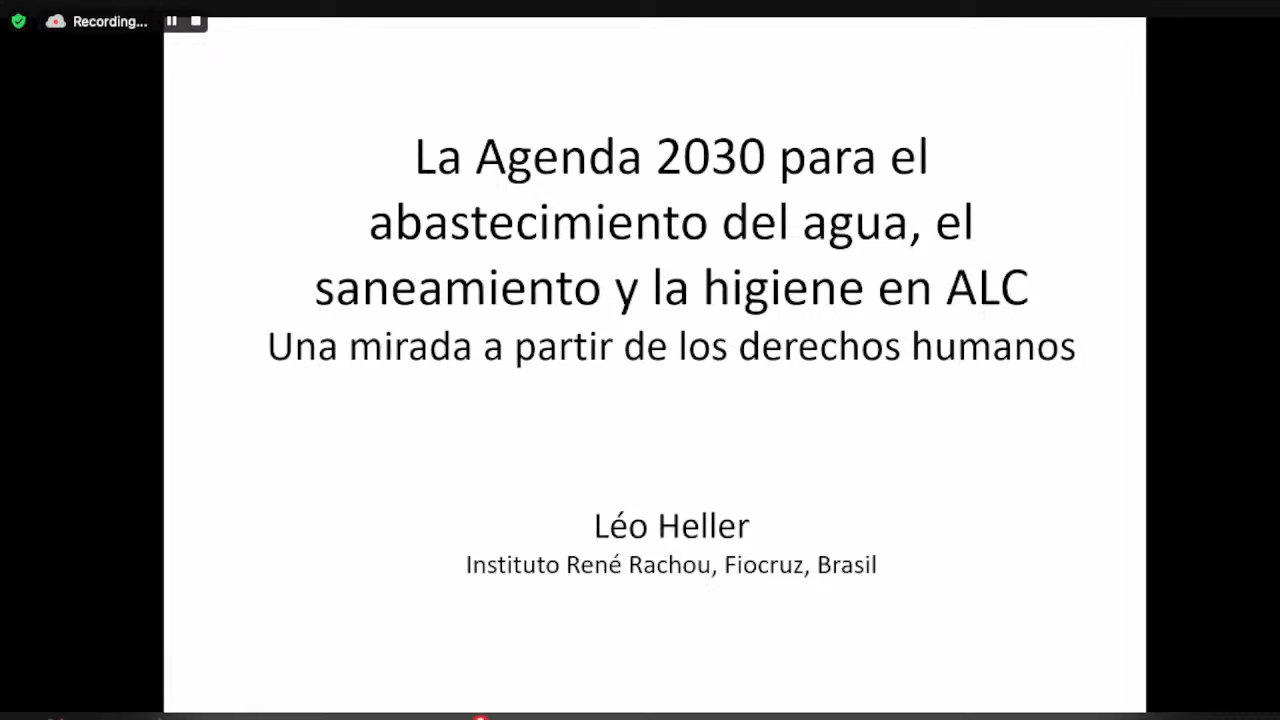 Recording...
La Agenda 2030 para el
abastecimiento del agua, el
saneamiento y la higiene en ALC
Una mirada a partir de los derechos humanos
Léo Heller
Instituto René Rachou, Fiocruz, Brasil